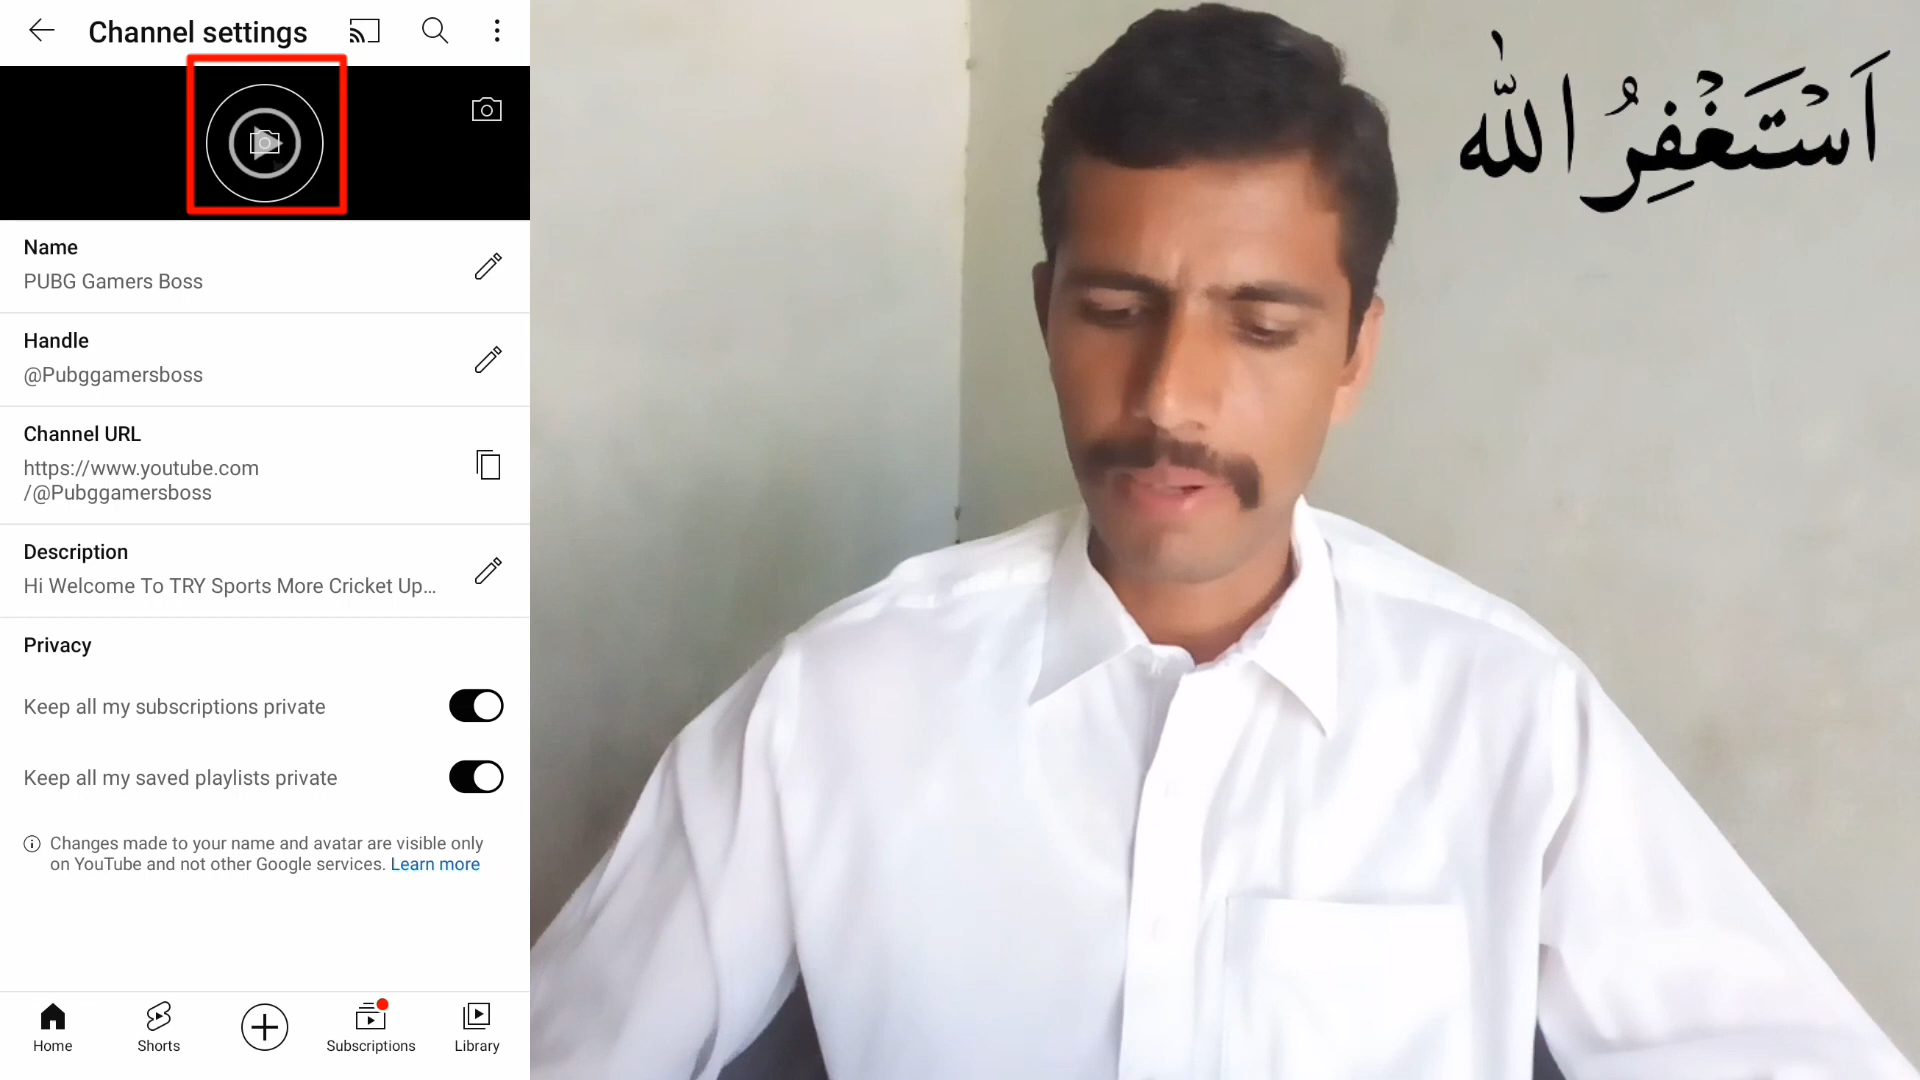 Channel settings
Name
PUBG Gamers Boss
Handle
@Pubggamersboss
Channel URL
https://www.youtube.com
/@Pubggamersboss
Description
Hi Welcome To TRY Sports More Cricket Up...
Privacy
Keep all my subscriptions private
Keep all my saved playlists private
Changes made to your name and avatar are visible only
on YouTube and not other Google services. Learn more
Home
Shorts
Subscriptions
Library
اَسْتَغْفِرُ اللّٰه